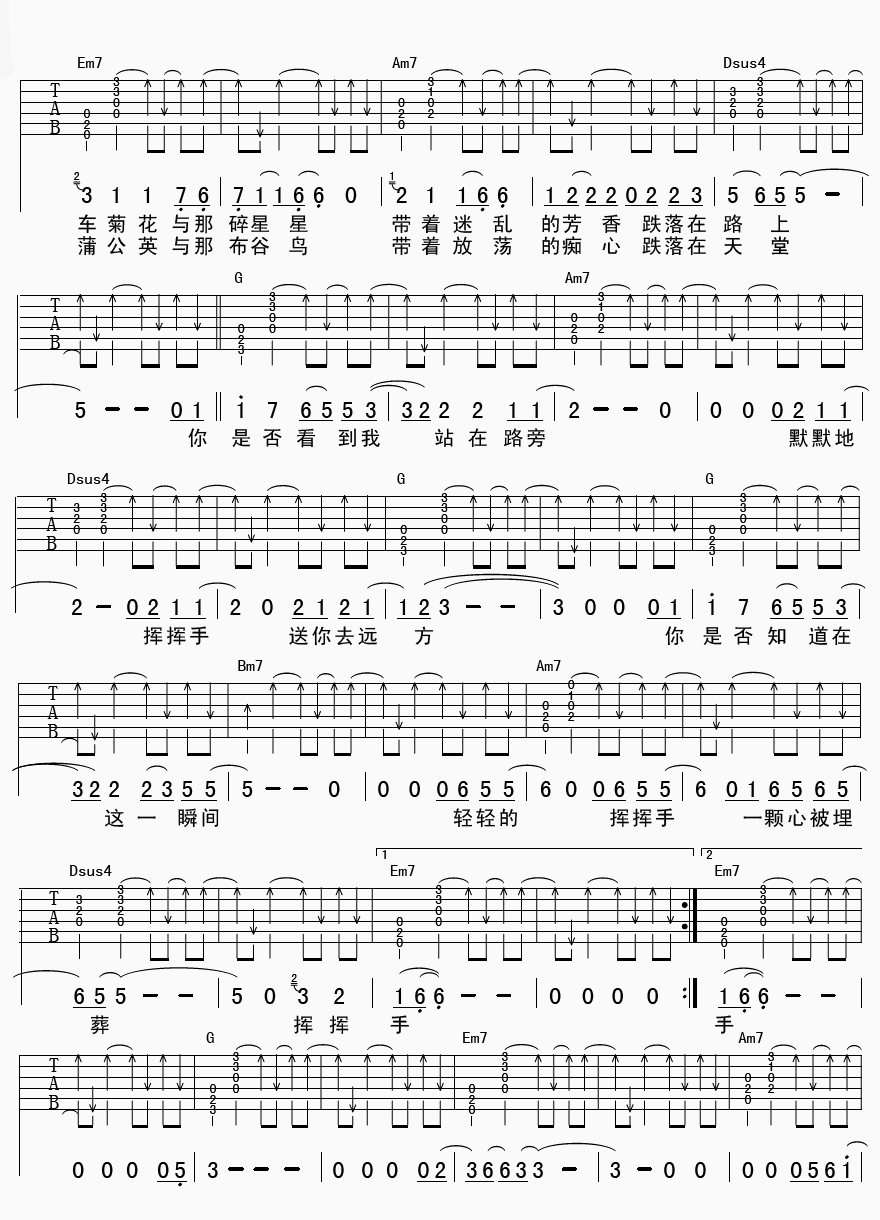 Em7 Am7 Dsus4
3 1 1 7 6 7 1 1 6 6 0 2 1 1 6 6 1 2 2 2 0 2 2 3 5 6 5 5 -
车 菊 花 与 那 碎 星 星 带 着 迷 乱 的 芳 香 跌 落 在 路 上
蒲 公 英 与 那 布 谷 鸟 带 着 放 荡 的 痴 心 跌 落 在 天 堂
G Am7
5 - - 0 1 1 7 6 5 5 3 3 2 2 2 1 1 2 - - 0 0 0 0 2 1 1
你 是 否 看 到 我 站 在 路 旁 默 默 地
Dsus4 G G
2 - 0 2 1 1 2 0 2 1 2 1 1 2 3 - - 3 0 0 0 1 1 7 6 5 5 3
挥 挥 手 送 你 去 远 方 你 是 否 知 道 在
Bm7 Am7
3 2 2 2 3 5 5 5 - - 0 0 0 0 6 5 5 6 0 0 6 5 5 6 0 1 6 5 6 5
这 一 瞬 间 轻 轻 的 挥 挥 手 一 颗 心 被 埋
1 2
Dsus4 Em7 Em7
6 5 5 - - 5 0 2 3 2 1 6 6 - - 0 0 0 0 1 6 6 - -
葬 挥 挥 手 手
G Em7 Am7
0 0 0 0 5 3 - - - 0 0 0 0 2 3 6 6 3 3 - 3 - 0 0 0 0 0 5 6 1